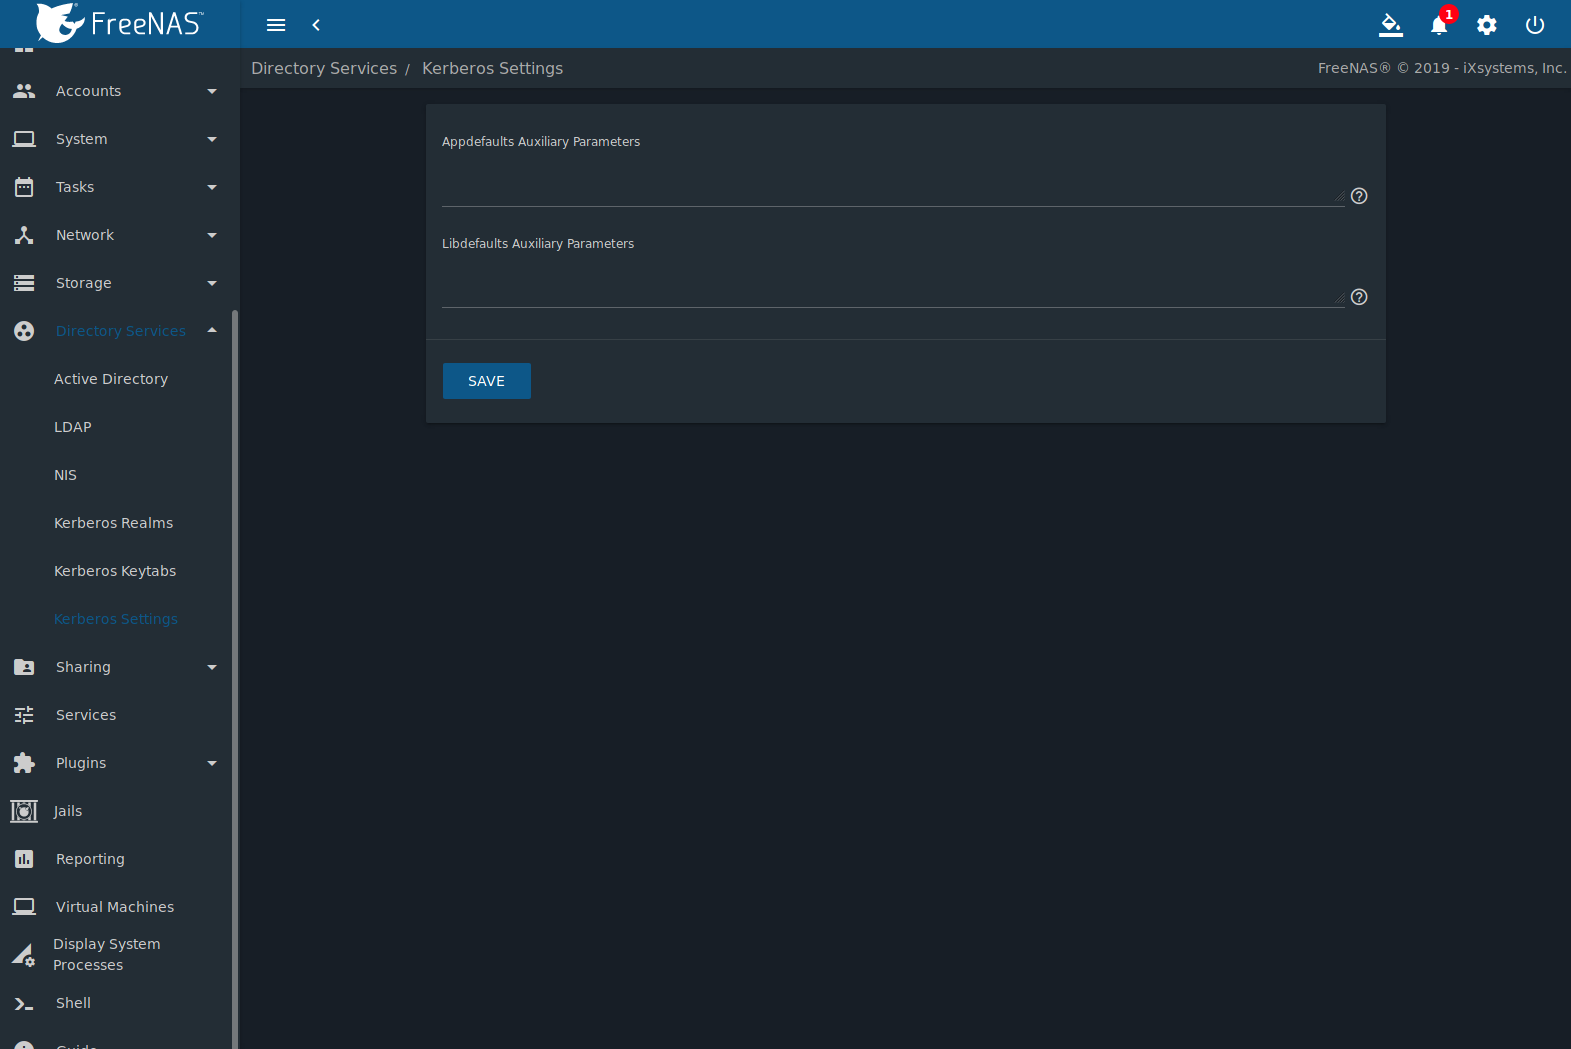 FreeNAS™
1
Directory Services / Kerberos Settings
FreeNAS® © 2019 - iXsystems, Inc.
Accounts
System
Tasks
Network
Storage
Directory Services
Active Directory
LDAP
NIS
Kerberos Realms
Kerberos Keytabs
Kerberos Settings
Sharing
Services
Plugins
Jails
Reporting
Virtual Machines
Display System
Processes
Shell
Guide
Appdefaults Auxiliary Parameters
Libdefaults Auxiliary Parameters
SAVE